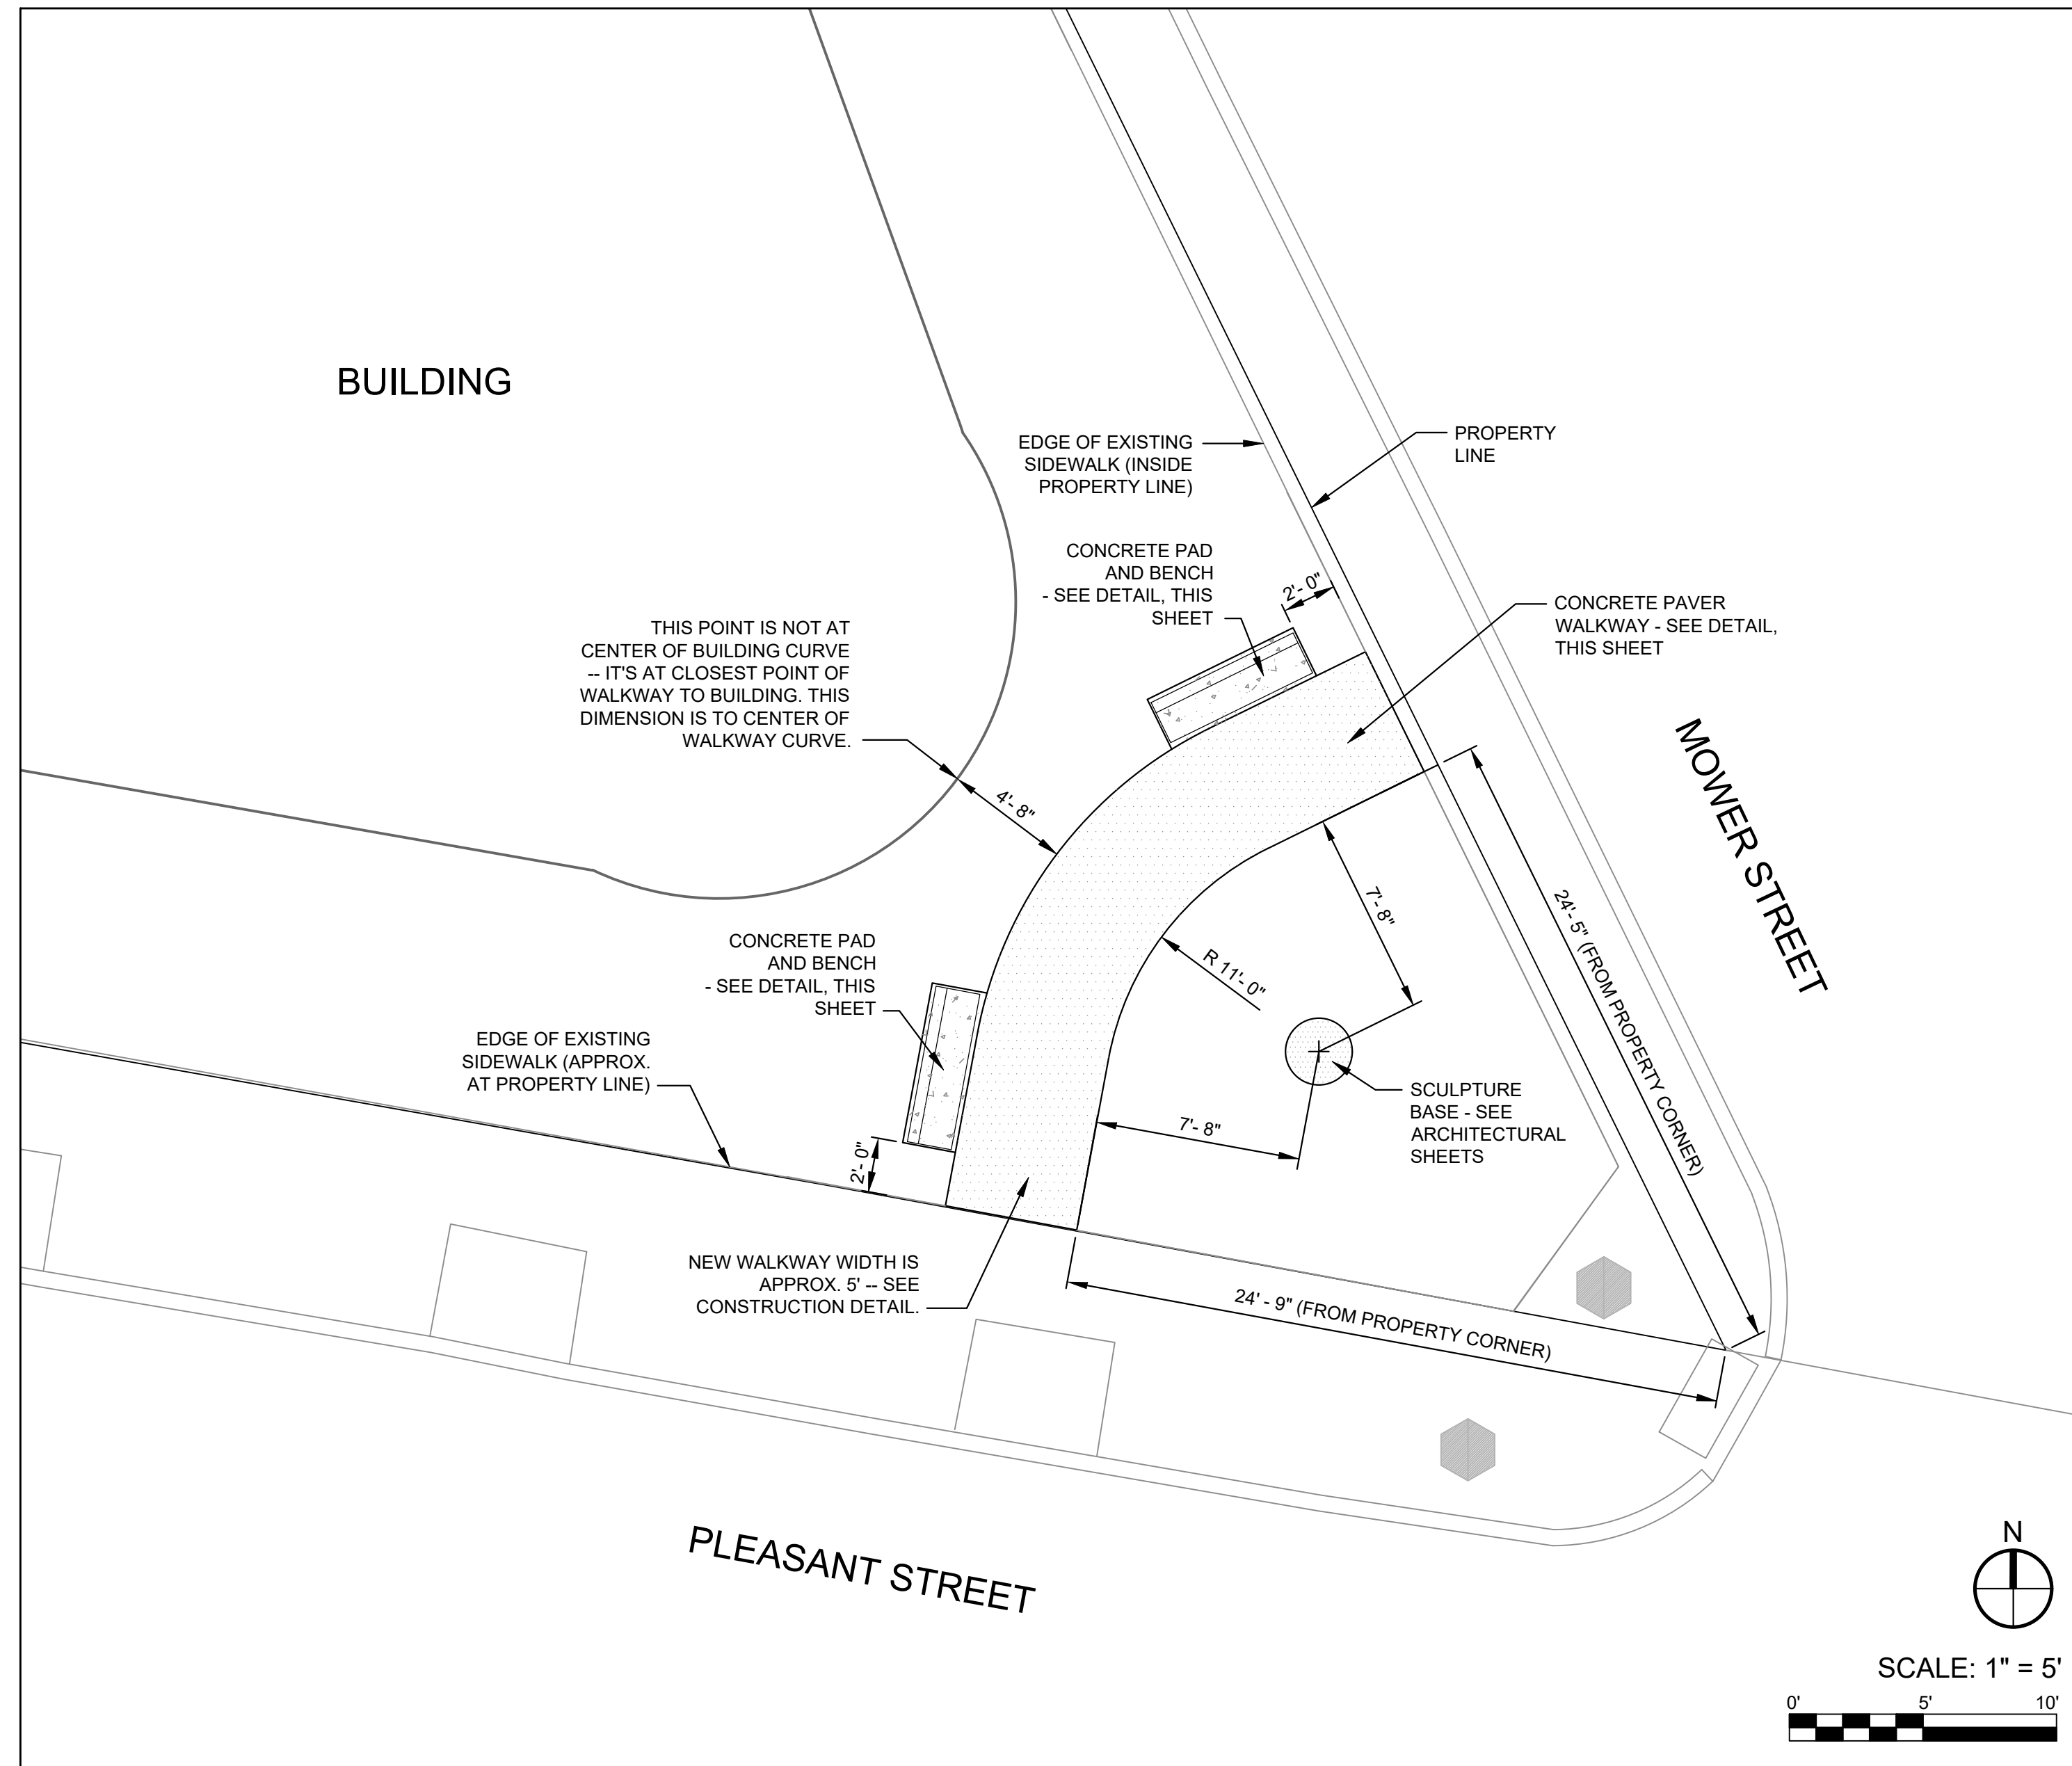 BUILDING
PROPERTY
LINE
EDGE OF EXISTING
SIDEWALK (INSIDE
PROPERTY LINE)
CONCRETE PAD
AND BENCH
- SEE DETAIL, THIS
SHEET
2'- 0"
CONCRETE PAVER
WALKWAY - SEE DETAIL,
THIS SHEET
THIS POINT IS NOT AT
CENTER OF BUILDING CURVE
-- IT'S AT CLOSEST POINT OF
WALKWAY TO BUILDING. THIS
DIMENSION IS TO CENTER OF
WALKWAY CURVE.
4'- 8"
MOWER STREET
7'- 8"
24'- 5" (FROM PROPERTY CORNER)
R 11'- 0"
CONCRETE PAD
AND BENCH
- SEE DETAIL, THIS
SHEET
EDGE OF EXISTING
SIDEWALK (APPROX.
AT PROPERTY LINE)
SCULPTURE
BASE - SEE
ARCHITECTURAL
SHEETS
7'- 8"
2'- 0"
NEW WALKWAY WIDTH IS
APPROX. 5' -- SEE
CONSTRUCTION DETAIL.
24' - 9" (FROM PROPERTY CORNER)
PLEASANT STREET
N
SCALE: 1" = 5'
0' 5' 10'